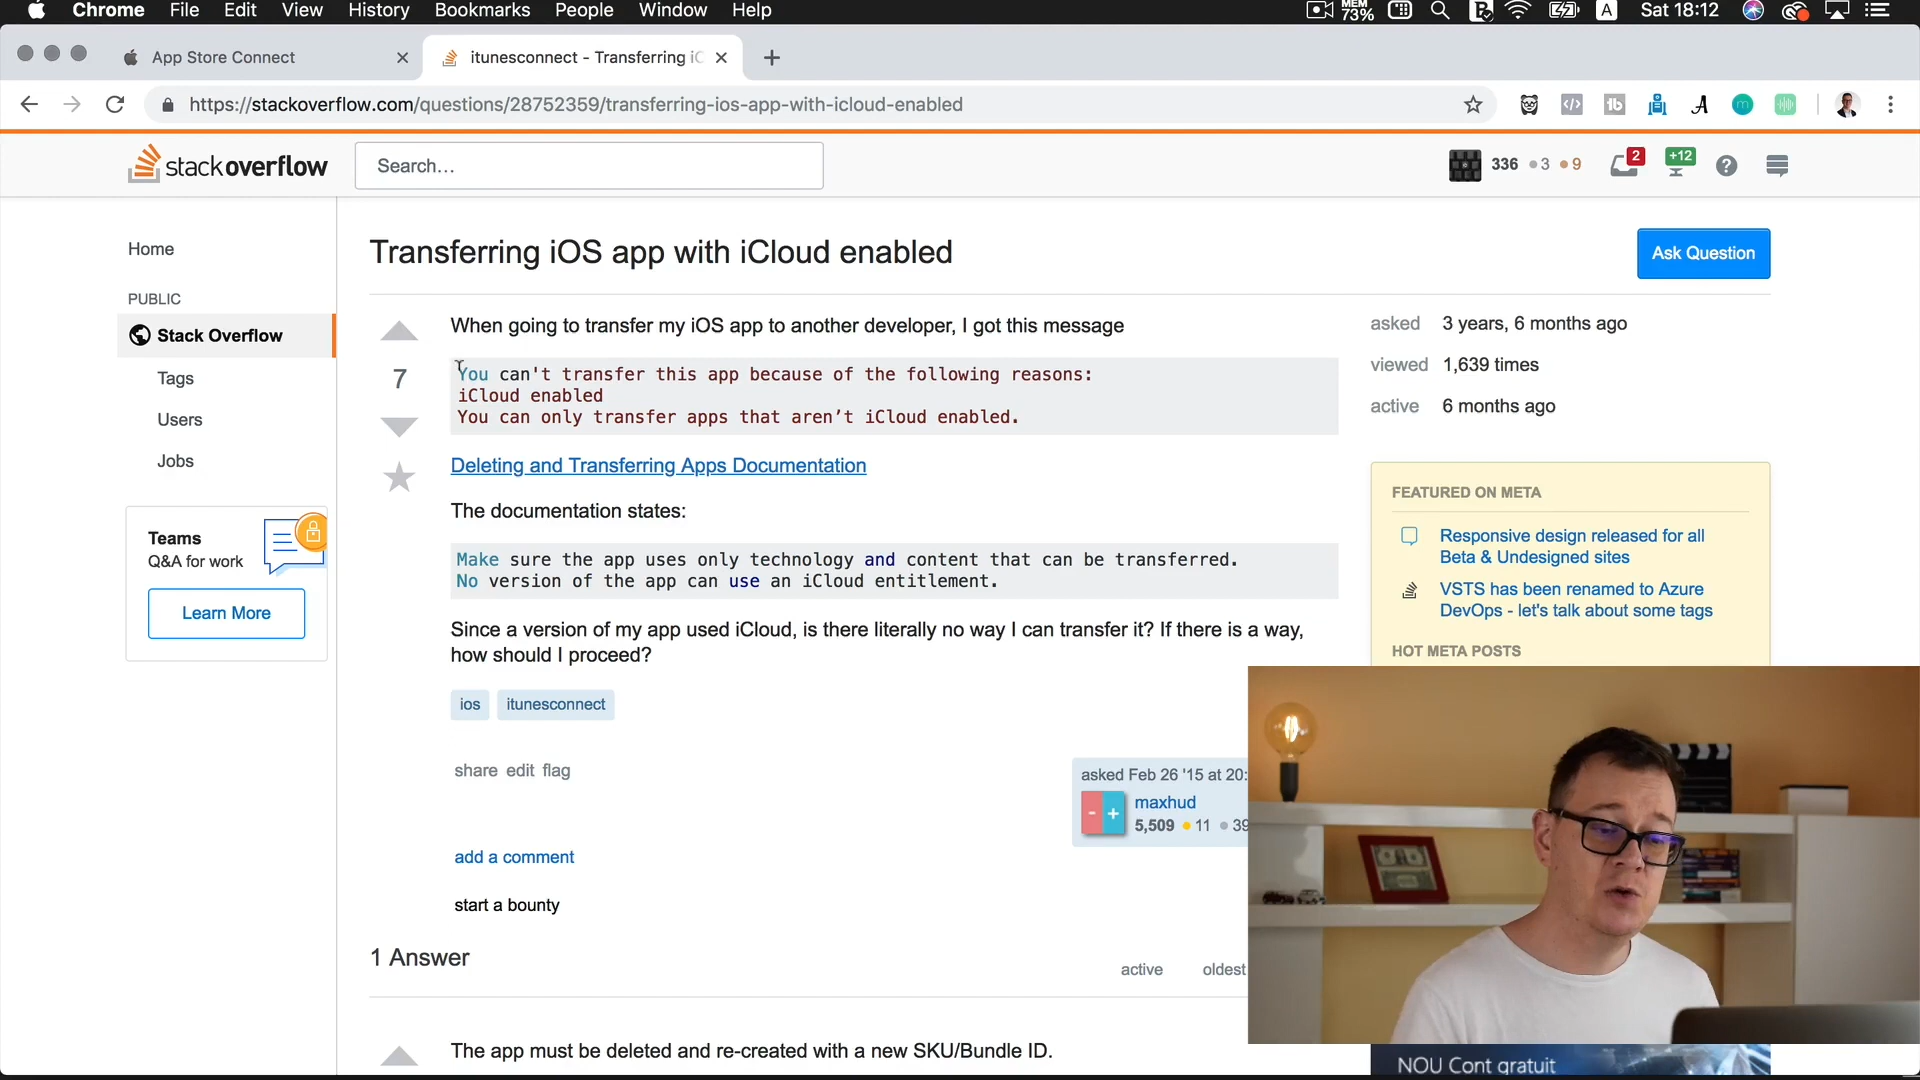 Chrome File Edit View History Bookmarks People Window Help
MEM
73%
A
Sat 18:12
App Store Connect
itunesconnect - Transferring iO
https://stackoverflow.com/questions/28752359/transferring-ios-app-with-icloud-enabled
stackoverflow
Search…
336 3 9
2
+12
Home
PUBLIC
Stack Overflow
Tags
Users
Jobs
Teams
Q&A for work
Learn More
Transferring iOS app with iCloud enabled
Ask Question
7
When going to transfer my iOS app to another developer, I got this message
You can't transfer this app because of the following reasons:
iCloud enabled
You can only transfer apps that aren’t iCloud enabled.
Deleting and Transferring Apps Documentation
The documentation states:
Make sure the app uses only technology and content that can be transferred.
No version of the app can use an iCloud entitlement.
Since a version of my app used iCloud, is there literally no way I can transfer it? If there is a way,
how should I proceed?
ios itunesconnect
share edit flag
asked Feb 26 '15 at 20:
maxhud
5,509 11 39
add a comment
start a bounty
1 Answer
active oldest
The app must be deleted and re-created with a new SKU/Bundle ID.
asked 3 years, 6 months ago
viewed 1,639 times
active 6 months ago
FEATURED ON META
Responsive design released for all
Beta & Undesigned sites
VSTS has been renamed to Azure
DevOps - let's talk about some tags
HOT META POSTS
NOU Cont gratuit